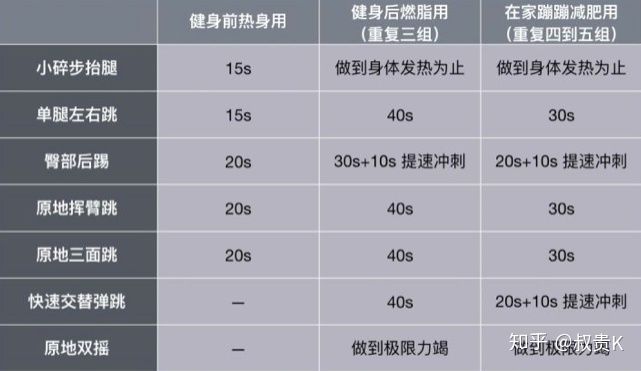 健身前热身用 健身后燃脂用 在家蹦蹦减肥用
（重复三组） （重复四到五组）
小碎步抬腿 15s 做到身体发热为止 做到身体发热为止
单腿左右跳 15s 40s 30s
臀部后踢 20s 30s+10s 提速冲刺 20s+10s 提速冲刺
原地挥臂跳 20s 40s 30s
原地三面跳 20s 40s 30s
快速交替弹跳 — 40s 20s+10s 提速冲刺
原地双摇 — 做到极限力竭 做到极限力竭
知乎 @叔贵K